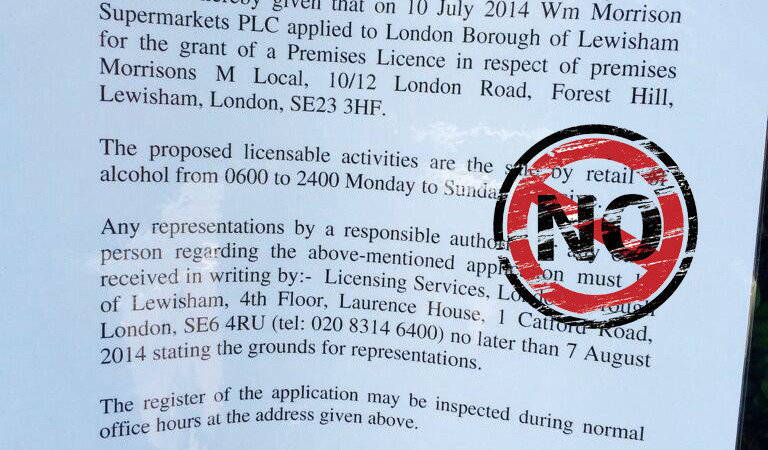 given that on 10 July 2014 Wm Morrison
Supermarkets PLC applied to London Borough of Lewisham
for the grant of a Premises Licence in respect of premises
Morrisons M Local, 10/12 London Road, Forest Hill,
Lewisham, London, SE23 3HF.
The proposed licensable activities are the by retail
alcohol from 0600 to 2400 Monday to
Any representations by a responsible
person regarding the above-mentioned must
received in writing by:- Licensing Services,
of Lewisham, 4th Floor, Laurence House, 1 Catford Road,
London, SE6 4RU (tel: 020 8314 6400) no later than 7 August
2014 stating the grounds for representations.
The register of the application may be inspected during normal
office hours at the address given above.
NO